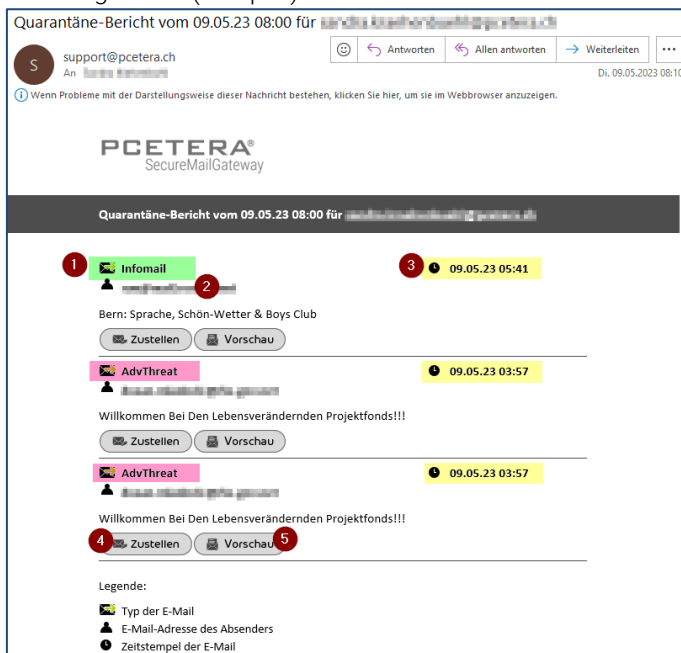 Quarantäne-Bericht vom 09.05.23 08:00 für
S
support@pcetera.ch
An
Antworten
Allen antworten
Weiterleiten
Di. 09.05.2023 08:10
Wenn Probleme mit der Darstellungsweise dieser Nachricht bestehen, klicken Sie hier, um sie im Webbrowser anzuzeigen.
PCETERA®
SecureMailGateway
Quarantäne-Bericht vom 09.05.23 08:00 für
1 Infomail 3 09.05.23 05:41
2
Bern: Sprache, Schön-Wetter & Boys Club
Zustellen Vorschau
AdvThreat 09.05.23 03:57
Willkommen Bei Den Lebensverändernden Projektfonds!!!
Zustellen Vorschau
AdvThreat 09.05.23 03:57
Willkommen Bei Den Lebensverändernden Projektfonds!!!
4 Zustellen Vorschau 5
Legende:
Typ der E-Mail
E-Mail-Adresse des Absenders
Zeitstempel der E-Mail